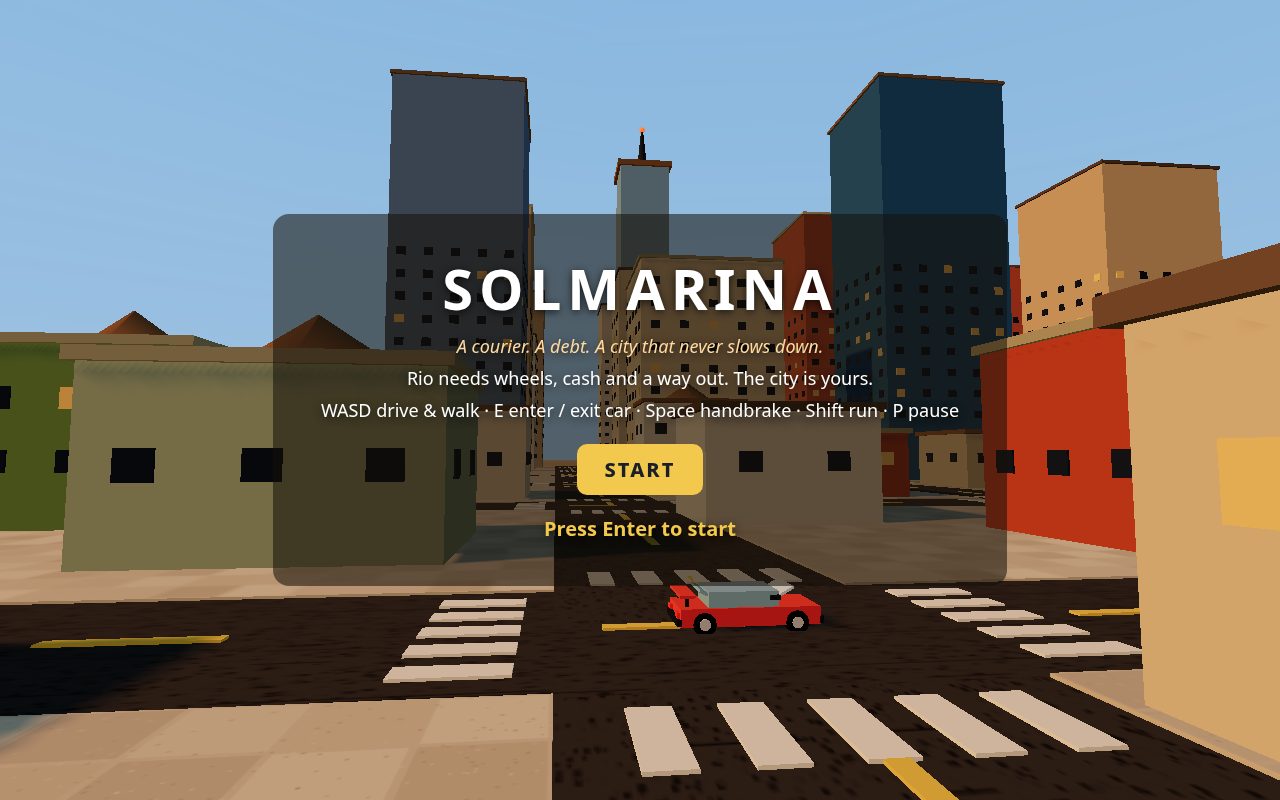 SOLMARINA
A courier. A debt. A city that never slows down.
Rio needs wheels, cash and a way out. The city is yours.
WASD drive & walk · E enter / exit car · Space handbrake · Shift run · P pause
START
Press Enter to start